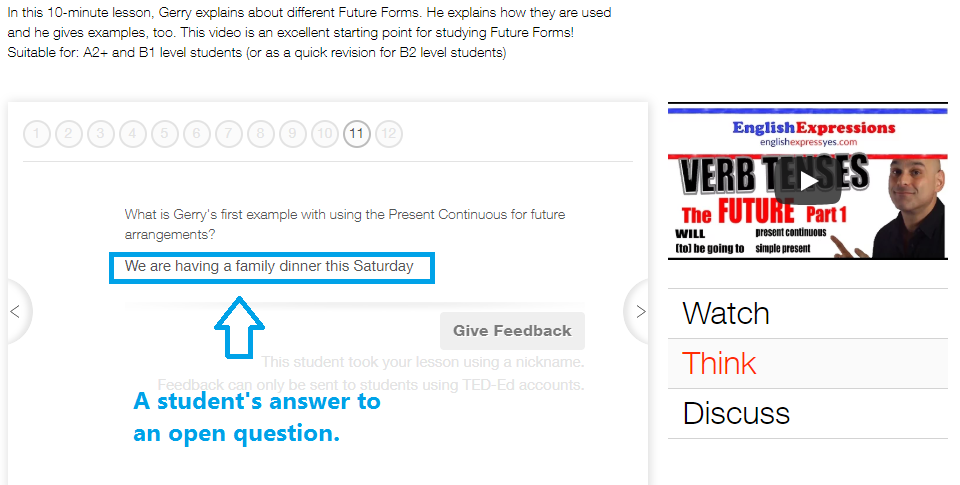 In this 10-minute lesson, Gerry explains about different Future Forms. He explains how they are used
and he gives examples, too. This video is an excellent starting point for studying Future Forms!
Suitable for: A2+ and B1 level students (or as a quick revision for B2 level students)
1 2 3 4 5 6 7 8 9 10 11 12
What is Gerry's first example with using the Present Continuous for future
arrangements?
We are having a family dinner this Saturday
<
>
Give Feedback
This student took your lesson using a nickname.
Feedback can only be sent to students using TED-Ed accounts.
A student's answer to
an open question.
EnglishExpressions
englishexpressyes.com
VERB TENSES
The FUTURE Part 1
WILL present continuous
(to) be going to simple present
Watch
Think
Discuss